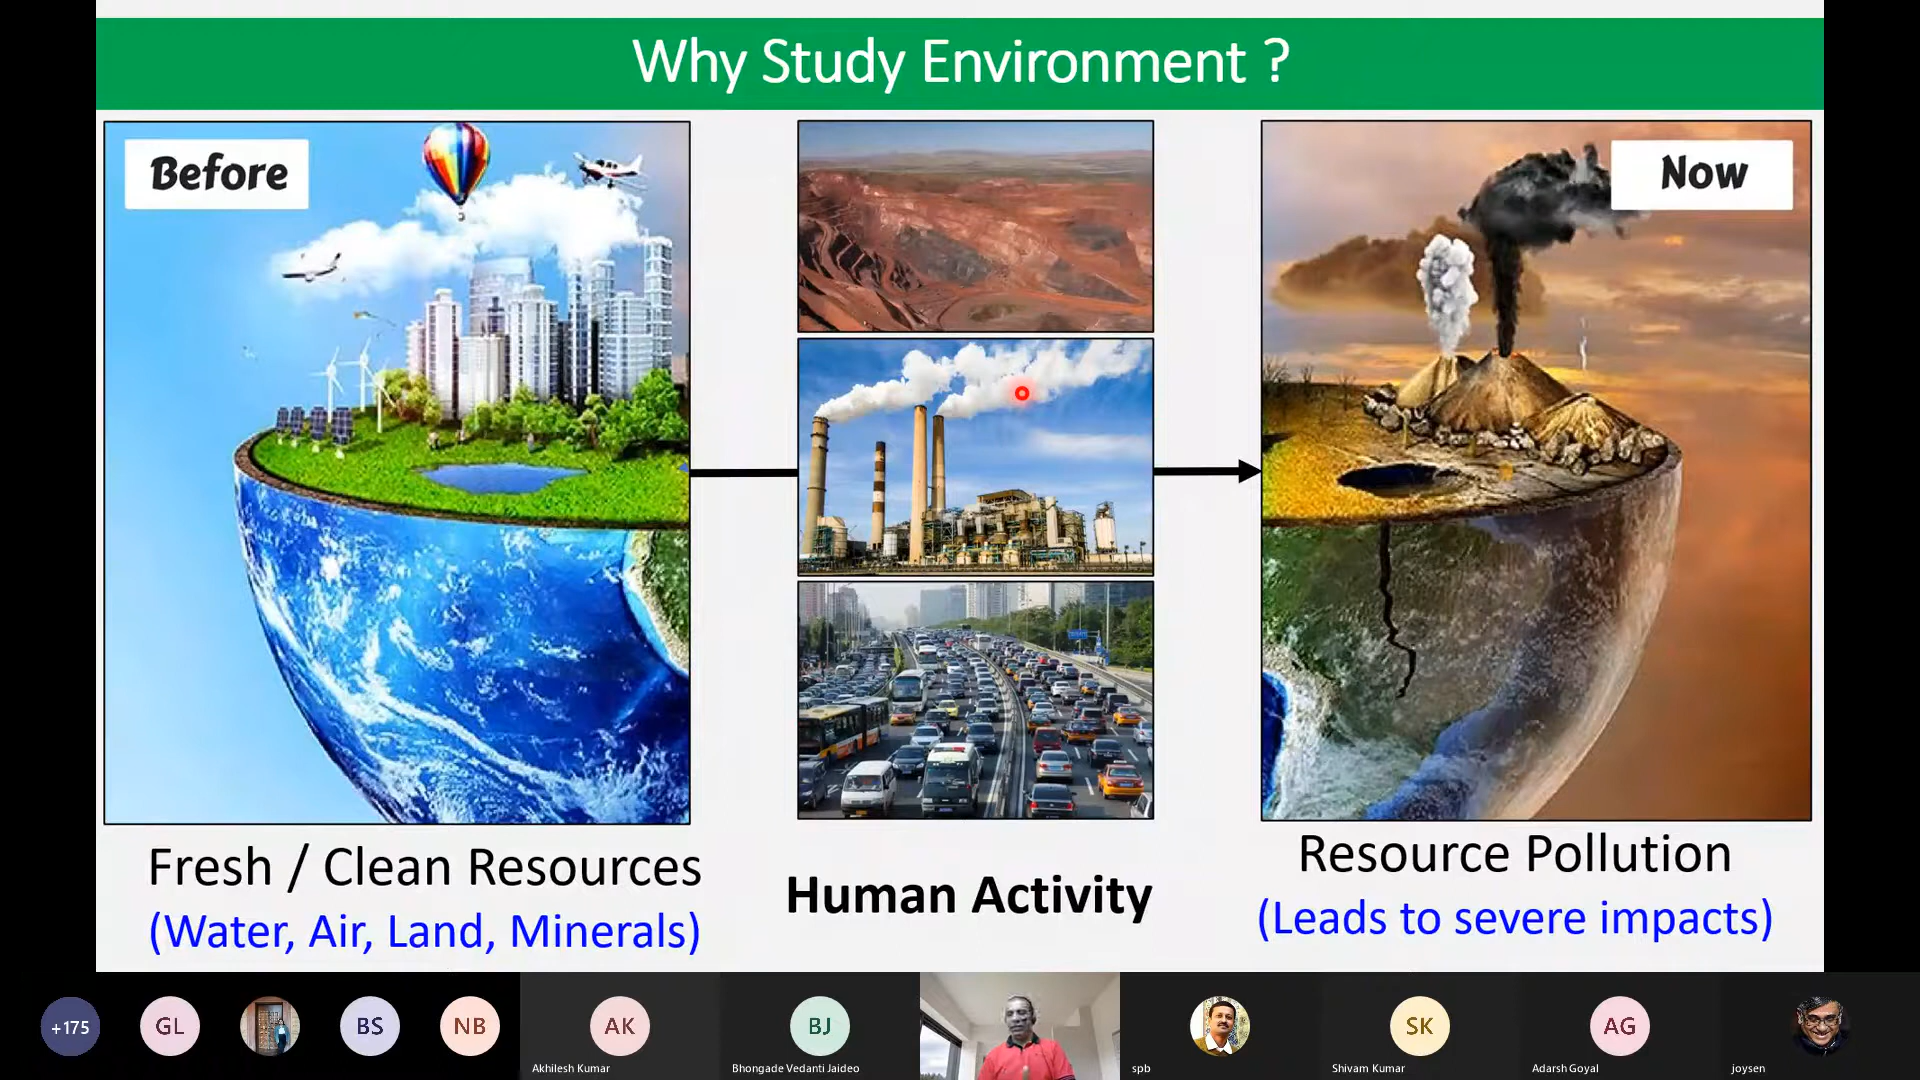 Why Study Environment ?
Before
Now
Fresh / Clean Resources
(Water, Air, Land, Minerals)
Human Activity
Resource Pollution
(Leads to severe impacts)
+175
GL
BS
NB
AK
Akhilesh Kumar
BJ
Bhongade Vedanti Jaideo
spb
SK
Shivam Kumar
AG
Adarsh Goyal
joysen